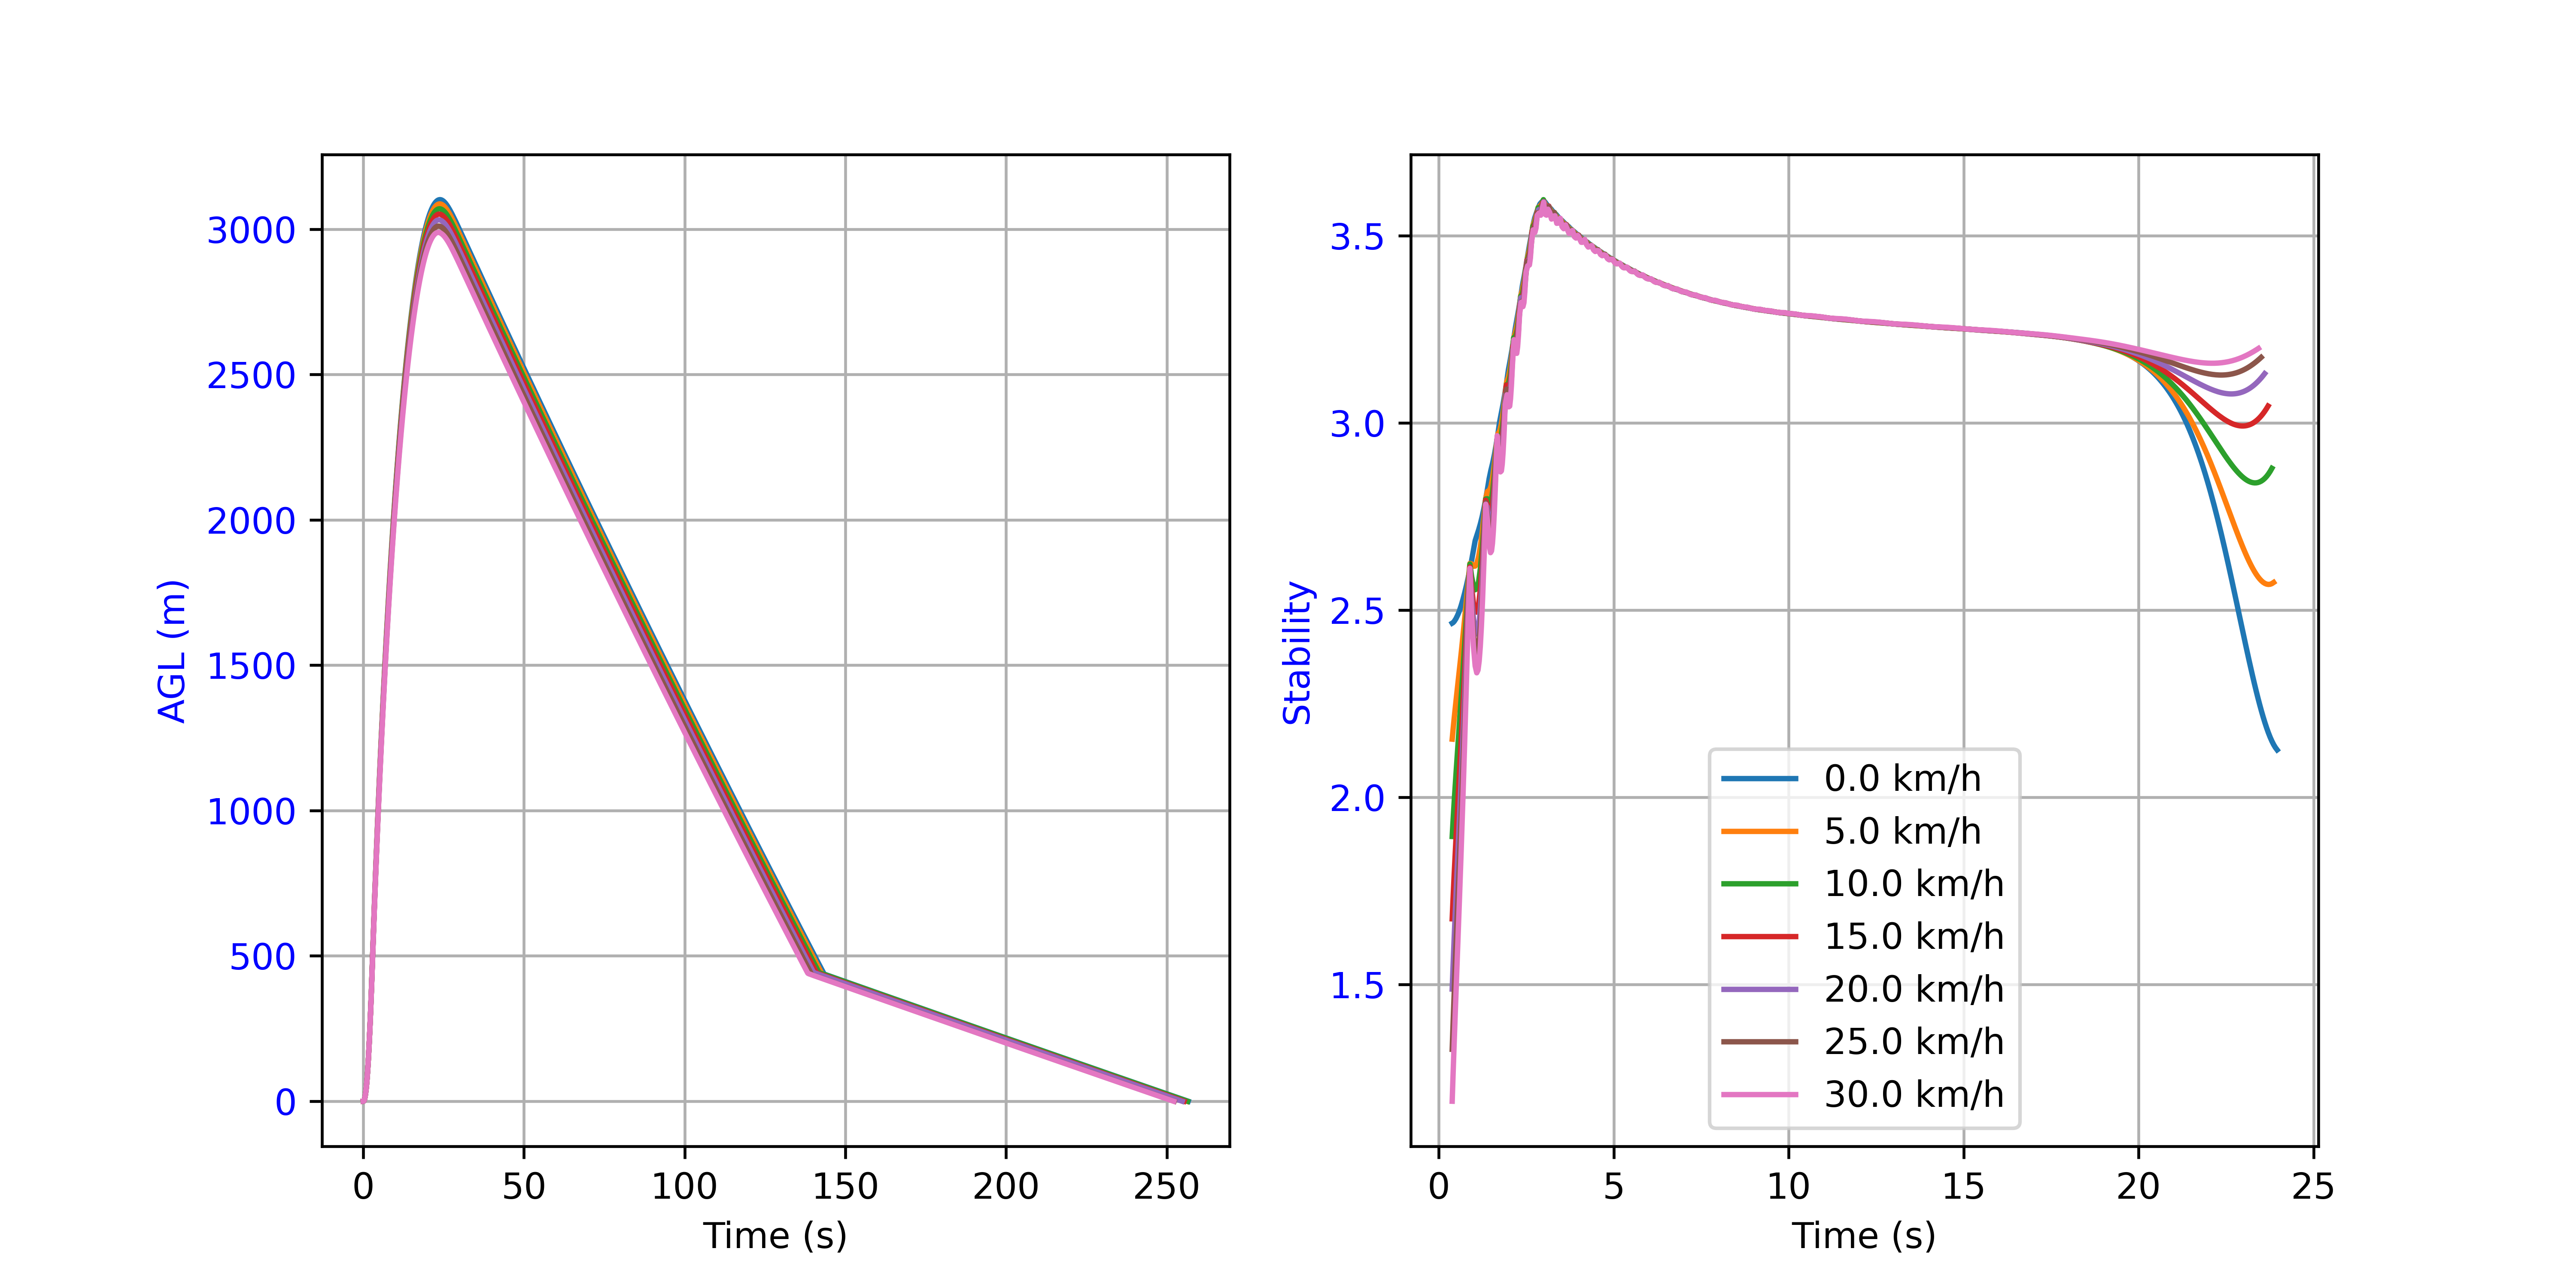 AGL (m)
3000
2500
2000
1500
1000
500
0
0 50 100 150 200 250
Time (s)
Stability
3.5
3.0
2.5
2.0
1.5
0 5 10 15 20 25
Time (s)
0.0 km/h
5.0 km/h
10.0 km/h
15.0 km/h
20.0 km/h
25.0 km/h
30.0 km/h